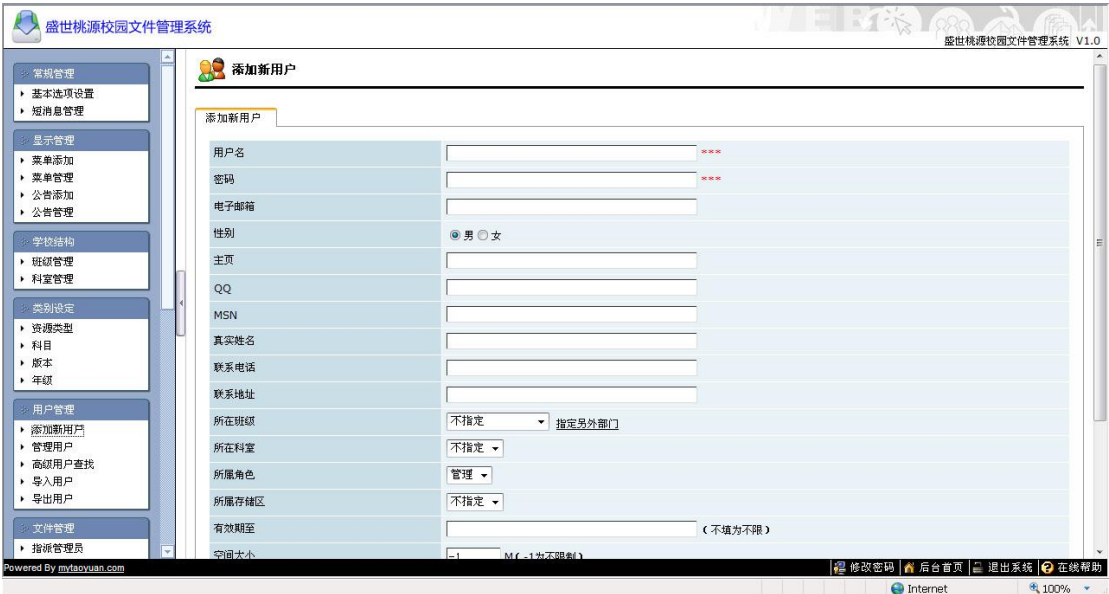 盛世桃源校园文件管理系统
盛世桃源校园文件管理系统 V1.0
常规管理
基本选项设置
短消息管理
显示管理
菜单添加
菜单管理
公告添加
公告管理
学校结构
班级管理
科室管理
类别设定
资源类型
科目
版本
年级
用户管理
添加新用户
管理用户
高级用户查找
导入用户
导出用户
文件管理
指派管理员
添加新用户
添加新用户
用户名 ***
密码 ***
电子邮箱
性别 男 女
主页
QQ
MSN
真实姓名
联系电话
联系地址
所在班级 不指定 指定另外部门
所在科室 不指定
所属角色 管理
所属存储区 不指定
有效期至 (不填为不限)
空间大小 -1 M(-1为不限制)
Powered By mytaoyuan.com
修改密码 后台首页 退出系统 在线帮助
Internet 100%